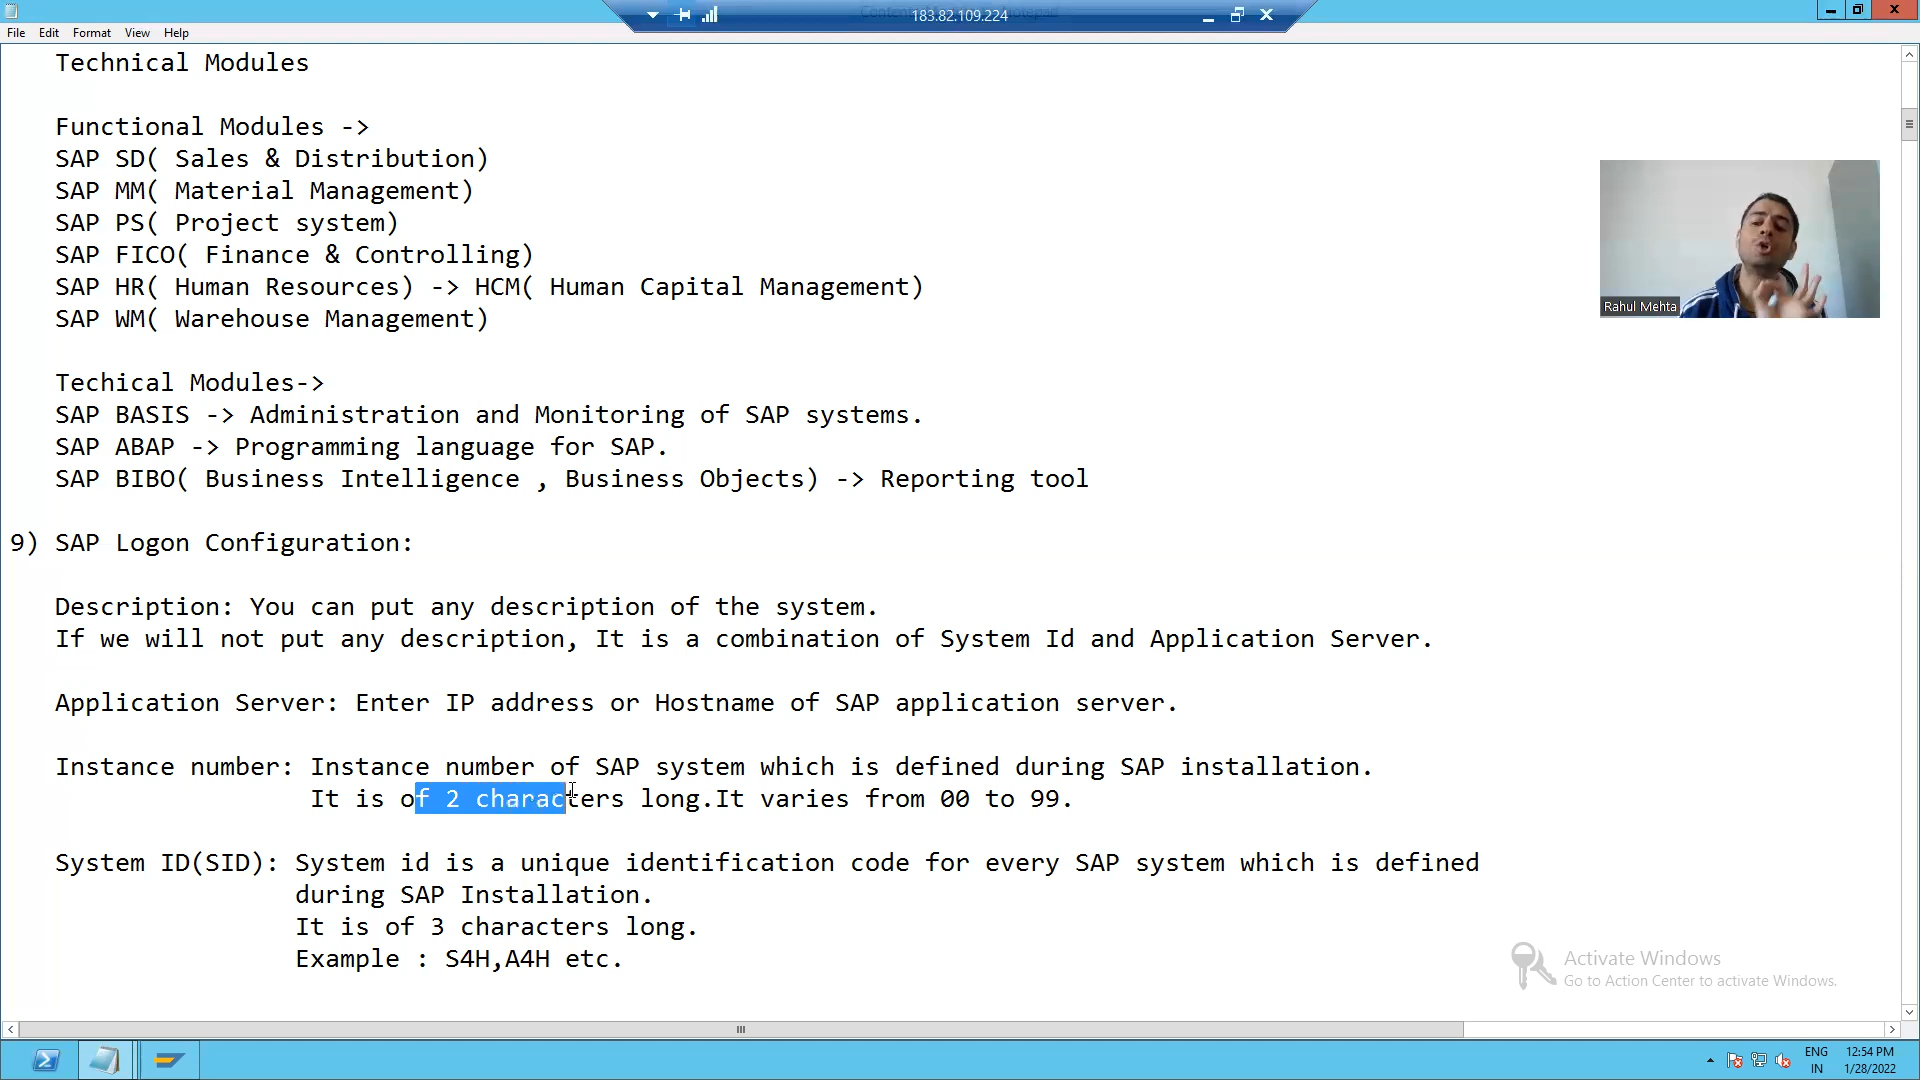 183.82.109.224
File Edit Format View Help
Technical Modules
Functional Modules ->
SAP SD( Sales & Distribution)
SAP MM( Material Management)
SAP PS( Project system)
SAP FICO( Finance & Controlling)
SAP HR( Human Resources) -> HCM( Human Capital Management)
SAP WM( Warehouse Management)
Rahul Mehta
Techical Modules->
SAP BASIS -> Administration and Monitoring of SAP systems.
SAP ABAP -> Programming language for SAP.
SAP BIBO( Business Intelligence , Business Objects) -> Reporting tool
9) SAP Logon Configuration:
Description: You can put any description of the system.
If we will not put any description, It is a combination of System Id and Application Server.
Application Server: Enter IP address or Hostname of SAP application server.
Instance number: Instance number of SAP system which is defined during SAP installation.
It is of 2 characters long.It varies from 00 to 99.
System ID(SID): System id is a unique identification code for every SAP system which is defined
during SAP Installation.
It is of 3 characters long.
Example : S4H,A4H etc.
Activate Windows
Go to Action Center to activate Windows.
ENG 12:54 PM
IN 1/28/2022